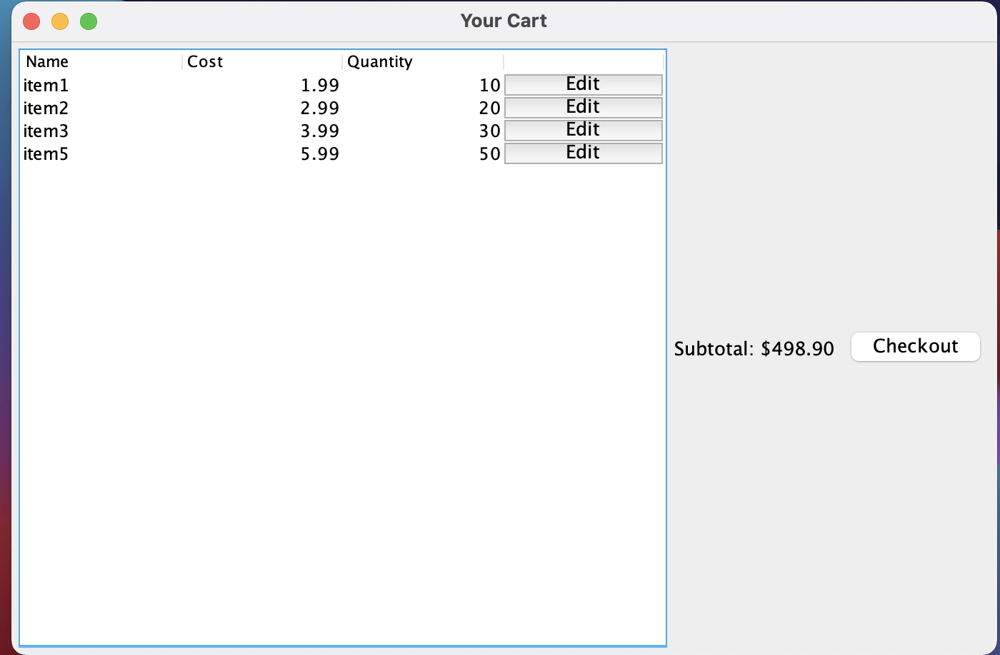 Your Cart
Name Cost Quantity
item1 1.99 10 Edit
item2 2.99 20 Edit
item3 3.99 30 Edit
item5 5.99 50 Edit
Subtotal: $498.90 Checkout